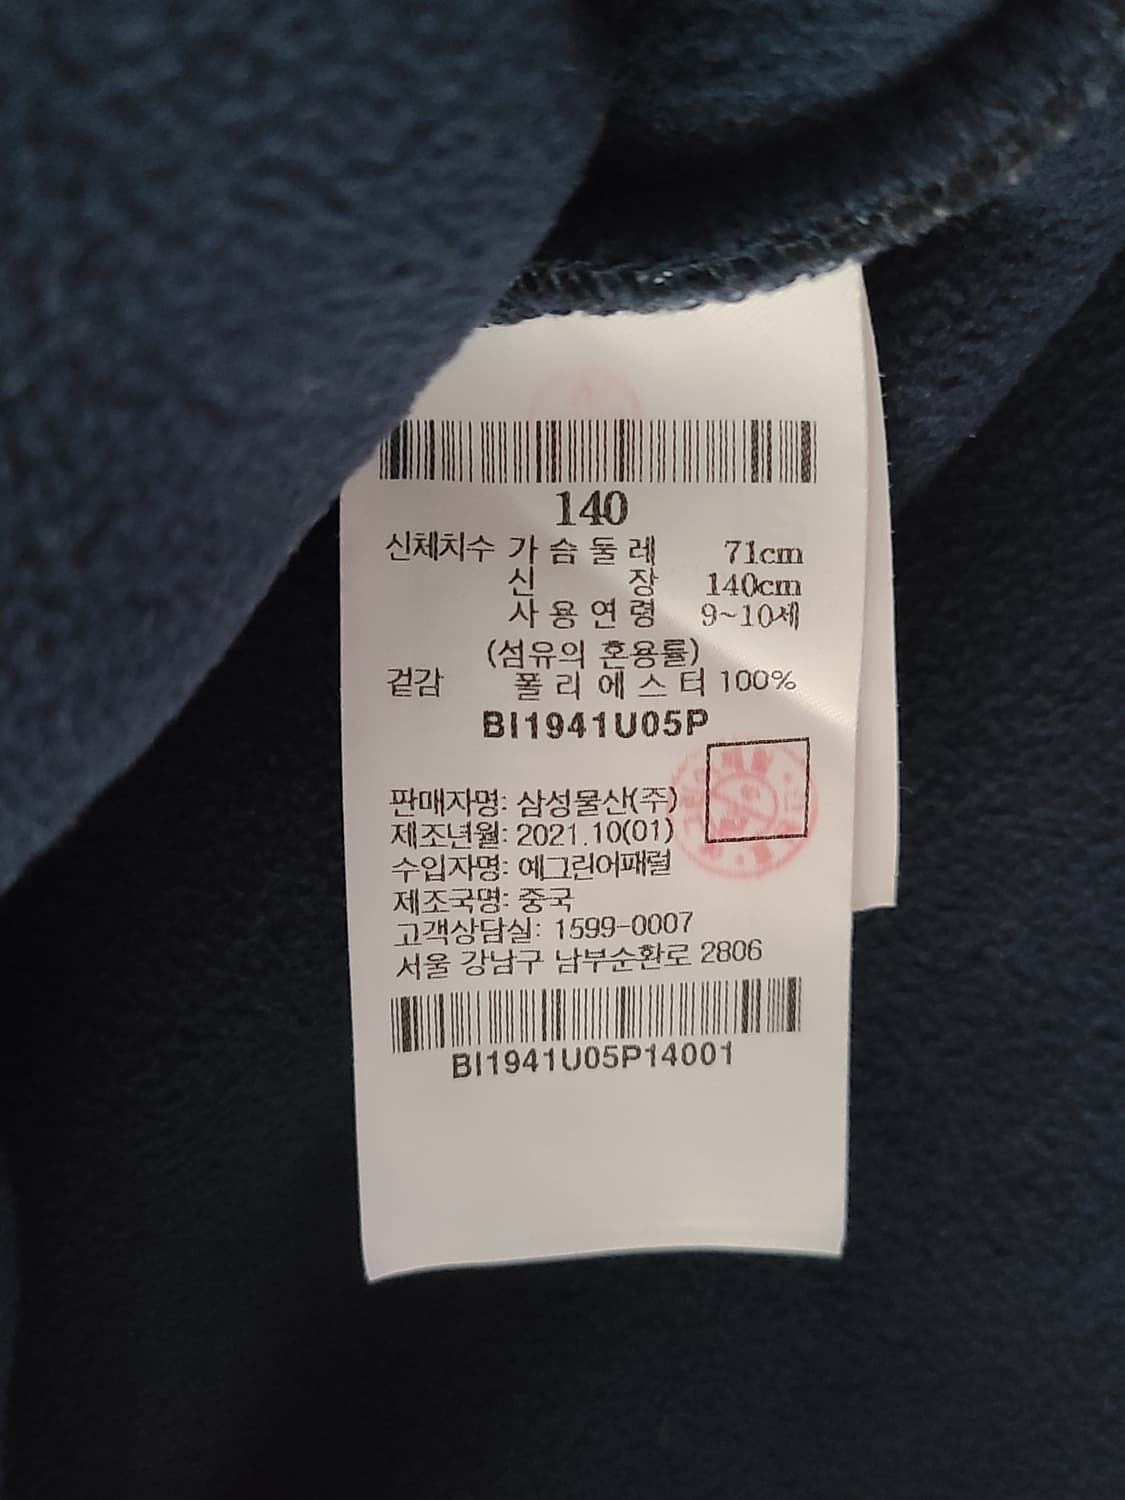 140
신체치수 가슴둘레 71cm
신장 140cm
사용연령 9~10세
(섬유의 혼용률)
겉감 폴리에스터 100%
BI1941U05P
판매자명: 삼성물산(주)
제조년월: 2021.10(01)
수입자명: 예그린어패럴
제조국명: 중국
고객상담실: 1599-0007
서울 강남구 남부순환로 2806
BI1941U05P14001